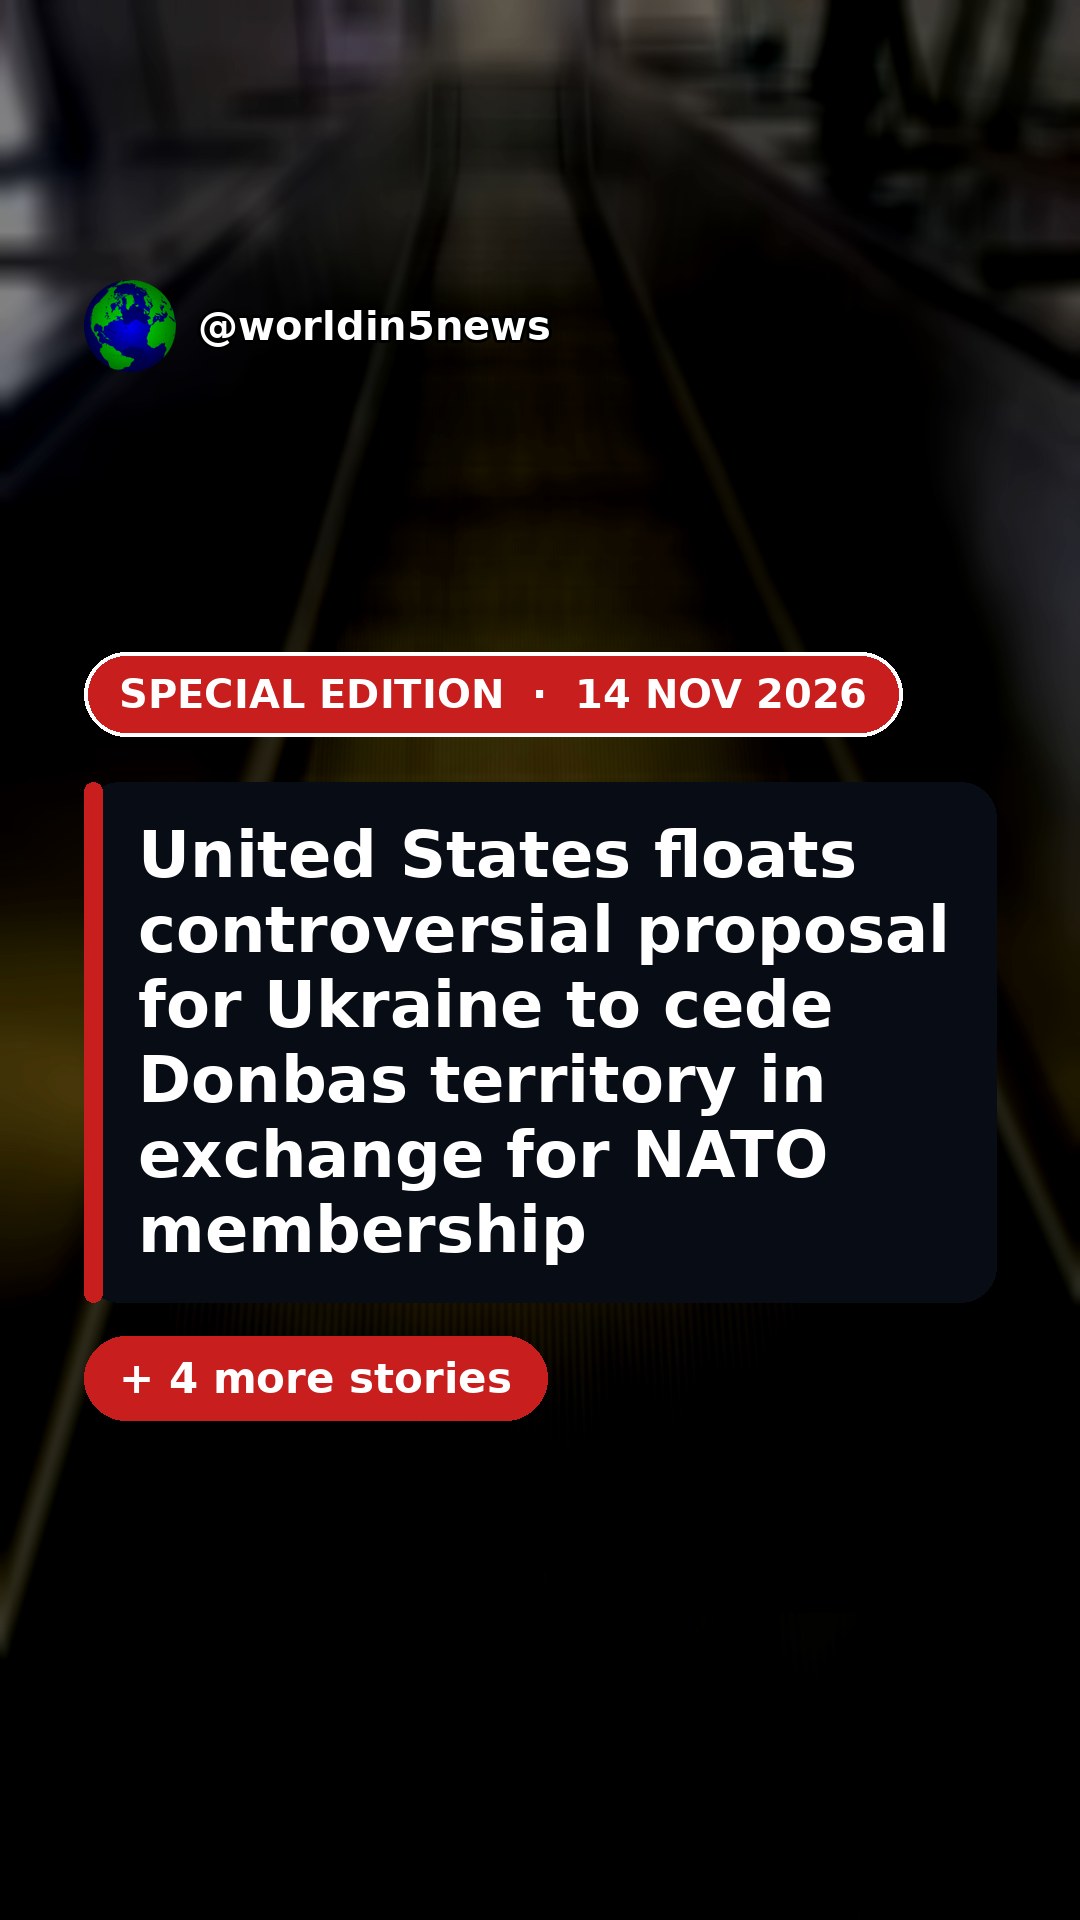 @worldin5news
SPECIAL EDITION · 14 NOV 2026
United States floats
controversial proposal
for Ukraine to cede
Donbas territory in
exchange for NATO
membership
+ 4 more stories